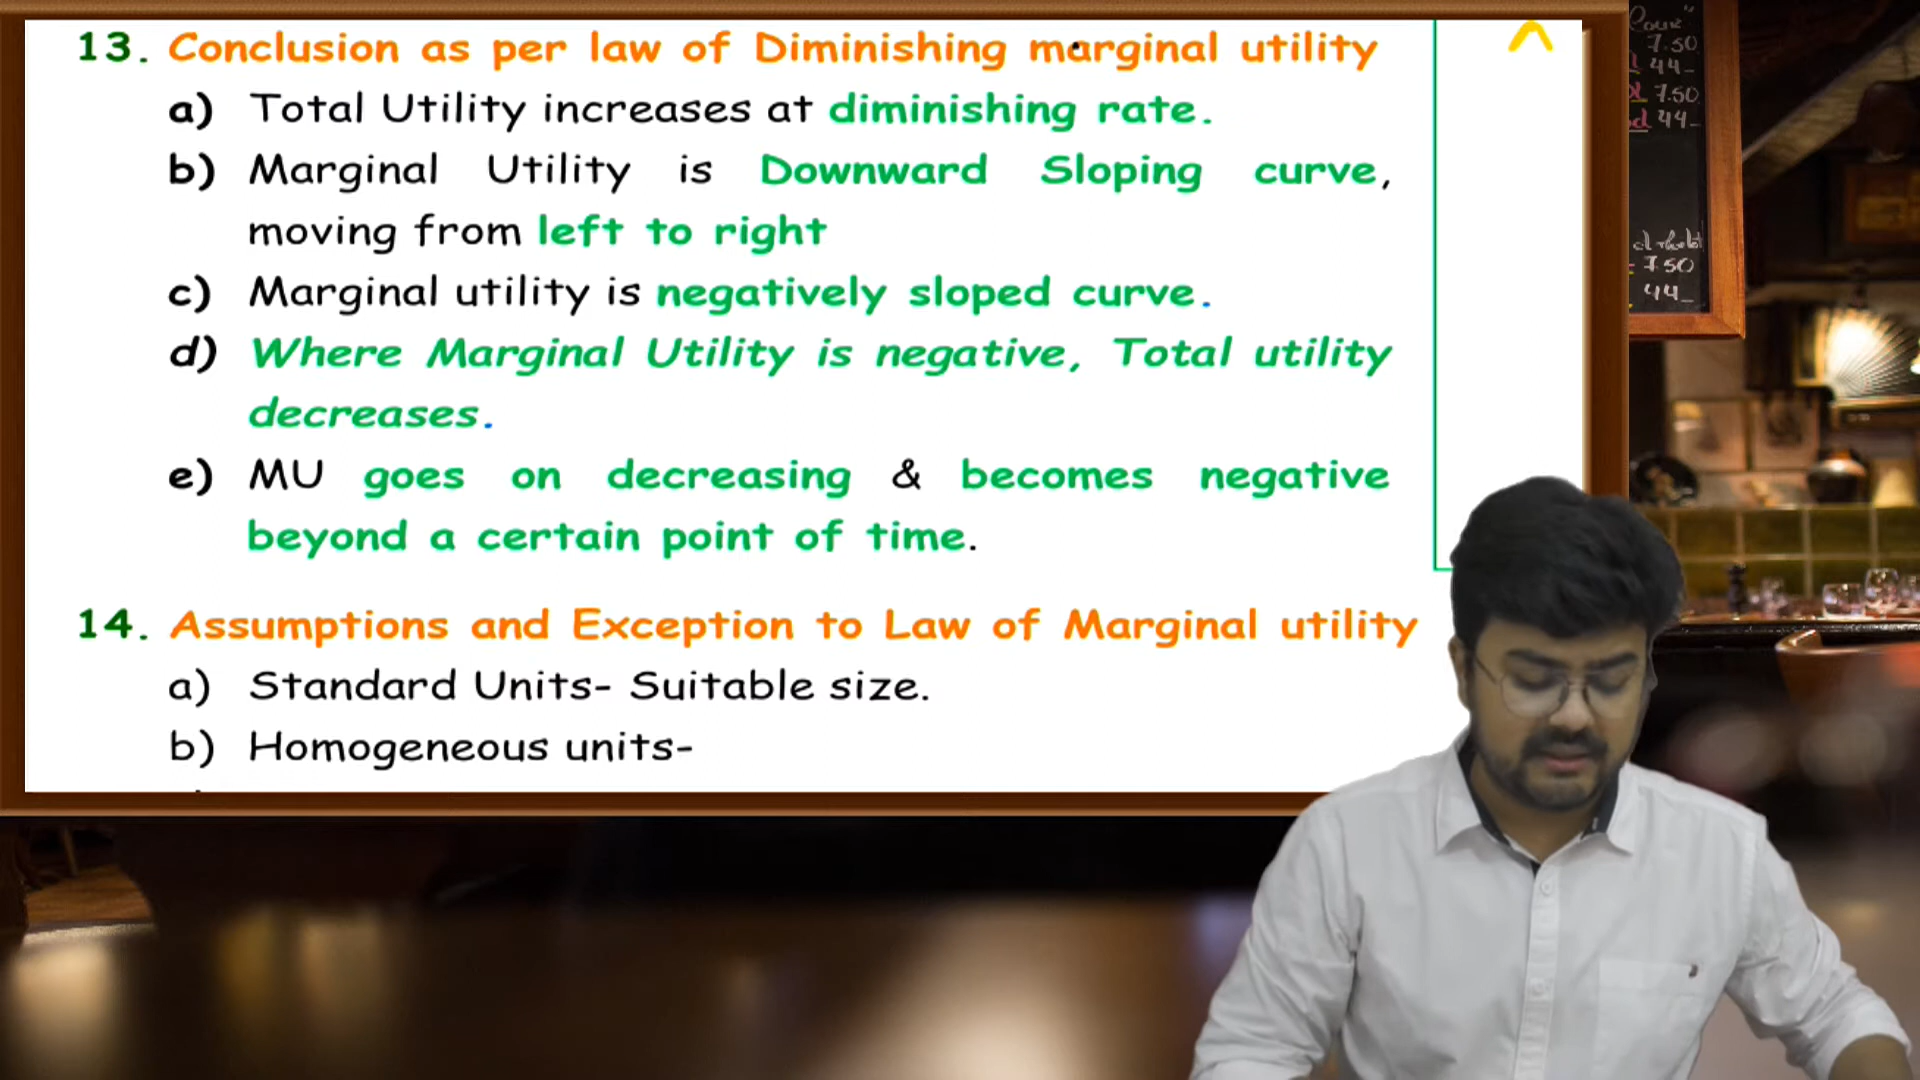 13. Conclusion as per law of Diminishing marginal utility
a) Total Utility increases at diminishing rate.
b) Marginal Utility is Downward Sloping curve,
moving from left to right
c) Marginal utility is negatively sloped curve.
d) Where Marginal Utility is negative, Total utility
decreases.
e) MU goes on decreasing & becomes negative
beyond a certain point of time.
14. Assumptions and Exception to Law of Marginal utility
a) Standard Units- Suitable size.
b) Homogeneous units-
7.50
44-
7.50
44-
7.50
44-